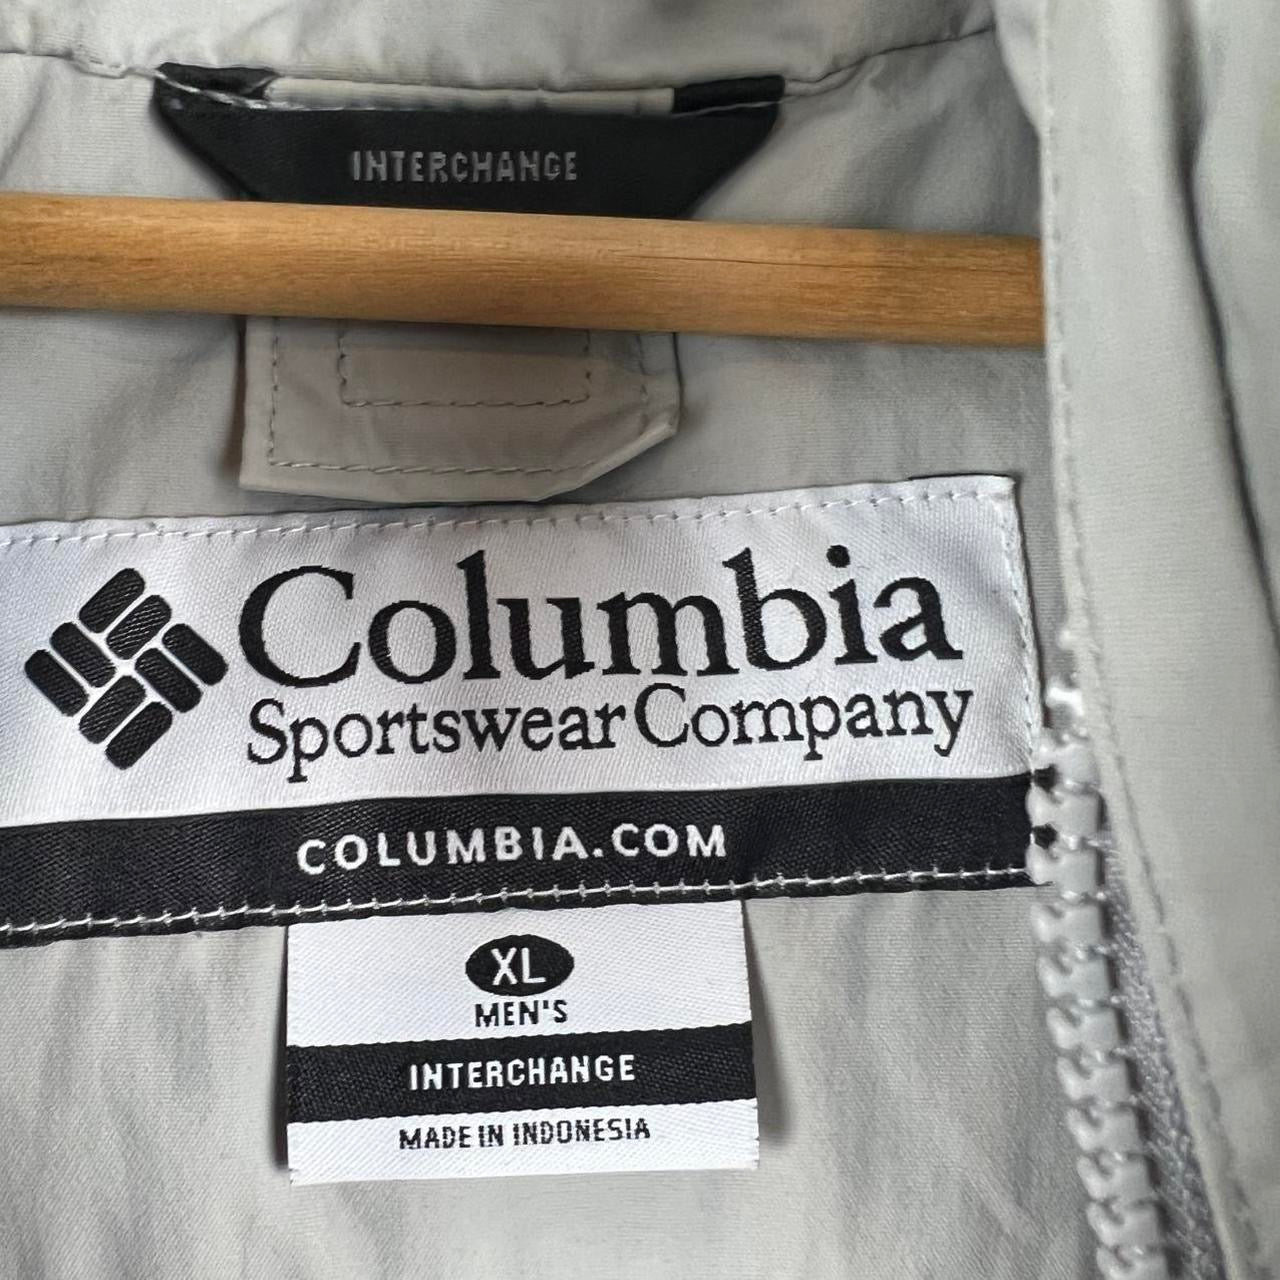 INTERCHANGE
Columbia
Sportswear Company
COLUMBIA.COM
XL
MEN'S
INTERCHANGE
MADE IN INDONESIA